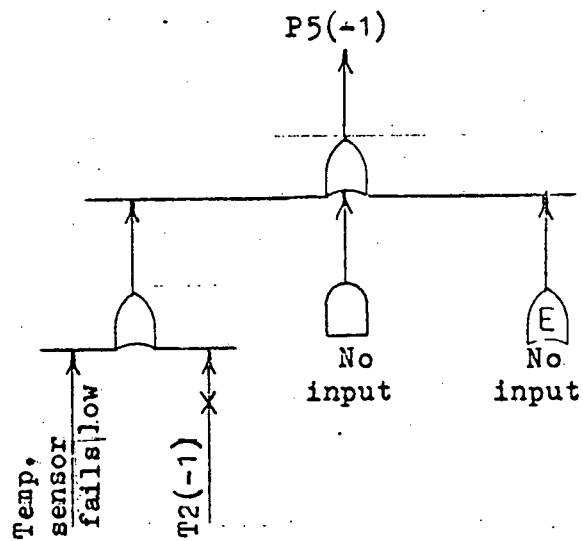 P5(-1)
E
No
input
No
input
Temp.
sensor
fails low
T2(-1)